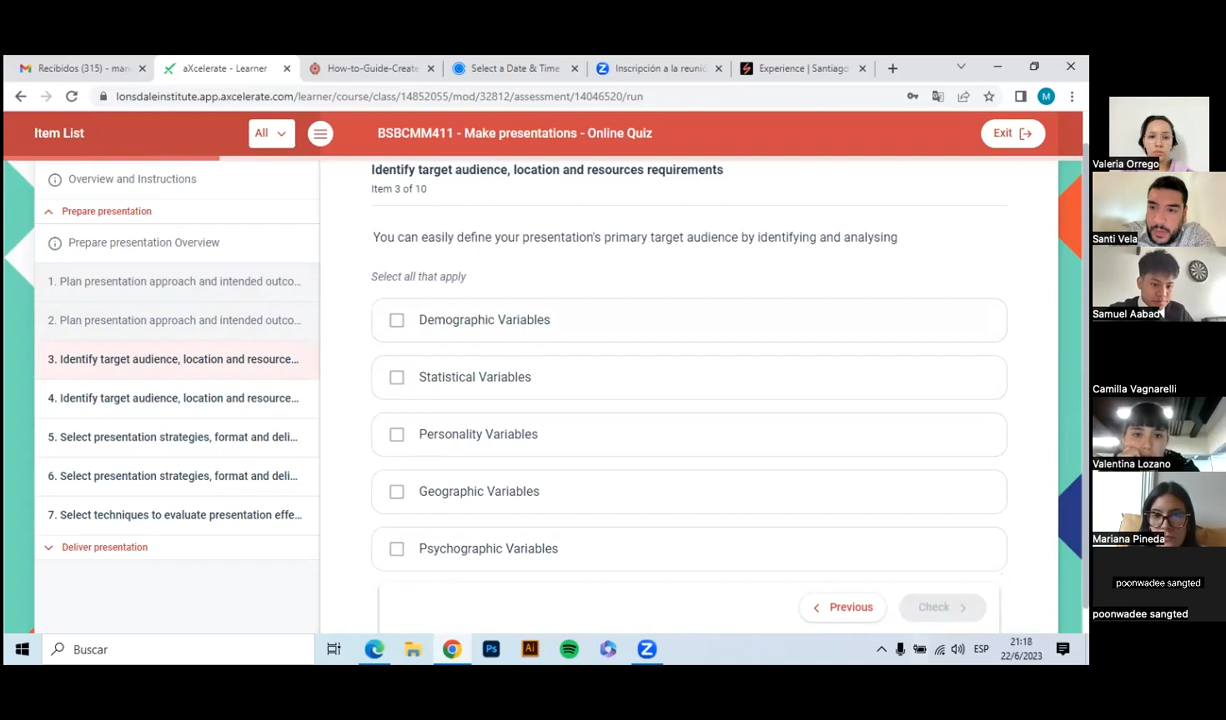 Recibidos (315) - mar
aXcelerate - Learner
How-to-Guide-Create
Select a Date & Time
Inscripción a la reuni
Experience | Santiago
lonsdaleinstitute.app.axcelerate.com/learner/course/class/14852055/mod/32812/assessment/14046520/run
M
Item List
All
BSBCMM411 - Make presentations - Online Quiz
Exit
Overview and Instructions
Prepare presentation
Prepare presentation Overview
1. Plan presentation approach and intended outco...
2. Plan presentation approach and intended outco...
3. Identify target audience, location and resource...
4. Identify target audience, location and resource...
5. Select presentation strategies, format and deli...
6. Select presentation strategies, format and deli...
7. Select techniques to evaluate presentation effe...
Deliver presentation
Identify target audience, location and resources requirements
Item 3 of 10
You can easily define your presentation's primary target audience by identifying and analysing
Select all that apply
Demographic Variables
Statistical Variables
Personality Variables
Geographic Variables
Psychographic Variables
Previous
Check
Buscar
Ps
Ai
ESP
21:18
22/6/2023
Valeria Orrego
Santi Vela
Samuel Aabad
Camilla Vagnarelli
Valentina Lozano
Mariana Pineda
poonwadee sangted
poonwadee sangted